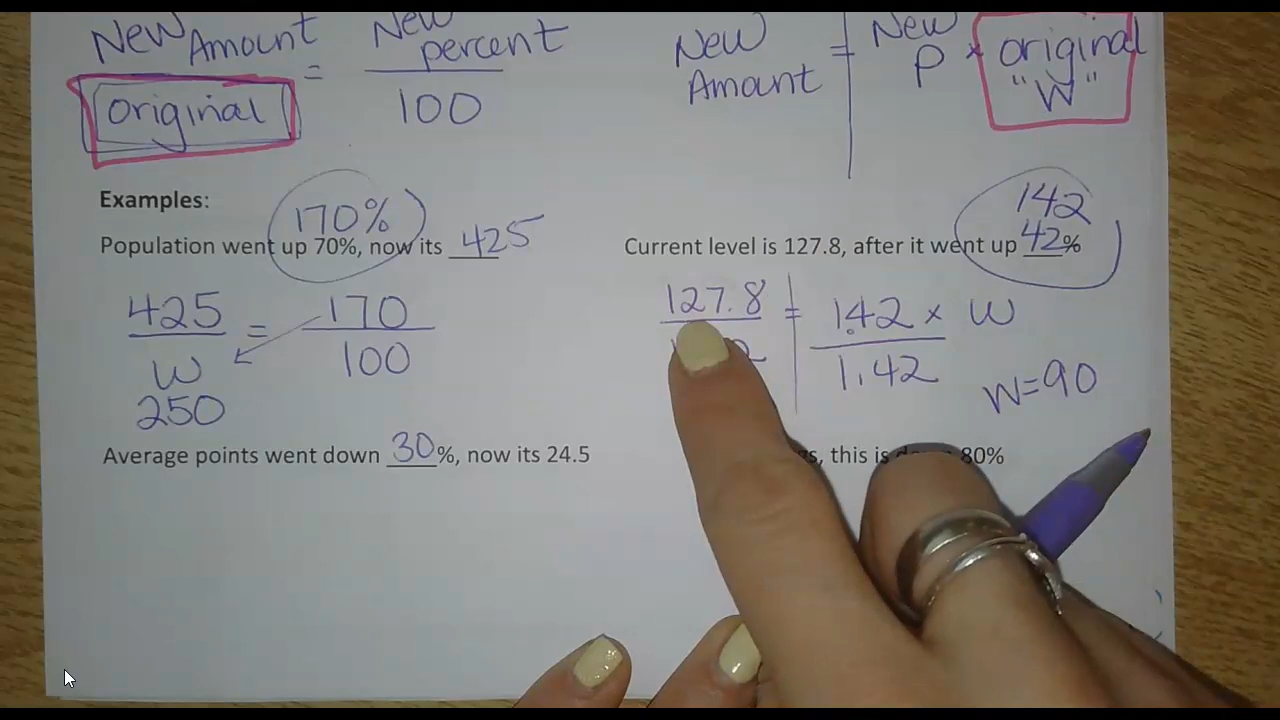 New Amount = New percent
original 100
New Amount = New P × original "W"
Examples:
170%
Population went up 70%, now its 425
425 = 170
W 100
250
142
Current level is 127.8, after it went up 42%
127.8 = 1.42 × W
1.42
W=90
Average points went down 30%, now its 24.5
, this is 80%